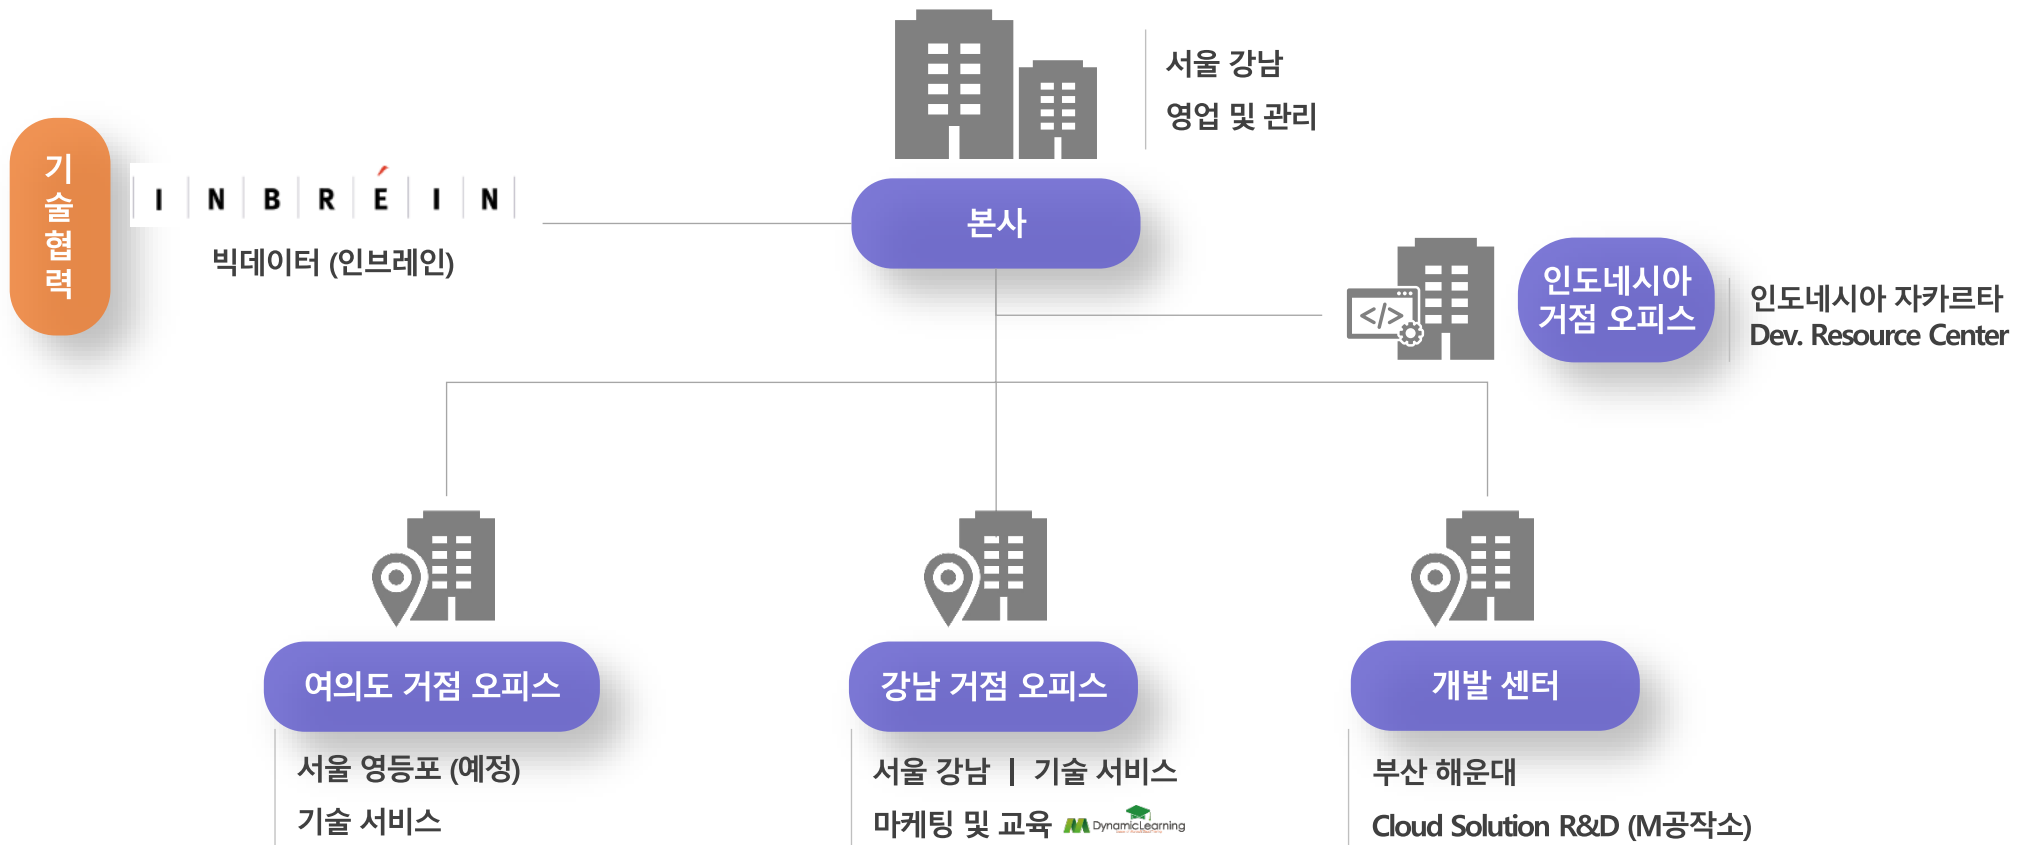 서울 강남
영업 및 관리
기술협력
INBRÉIN
빅데이터 (인브레인)
본사
인도네시아
거점 오피스
인도네시아 자카르타
Dev. Resource Center
여의도 거점 오피스
강남 거점 오피스
개발 센터
서울 영등포 (예정)
기술 서비스
서울 강남 | 기술 서비스
마케팅 및 교육 DynamicLearning
부산 해운대
Cloud Solution R&D (M공작소)